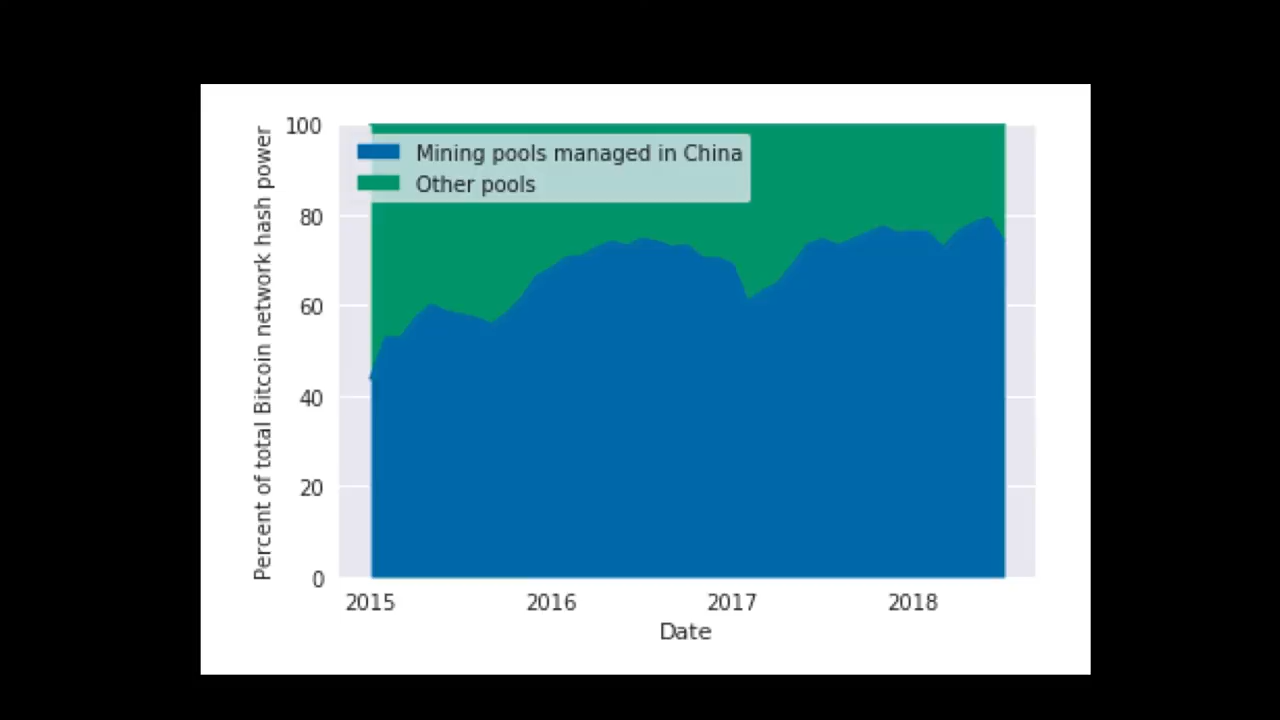 Percent of total Bitcoin network hash power
100
80
60
40
20
0
Mining pools managed in China
Other pools
2015 2016 2017 2018
Date